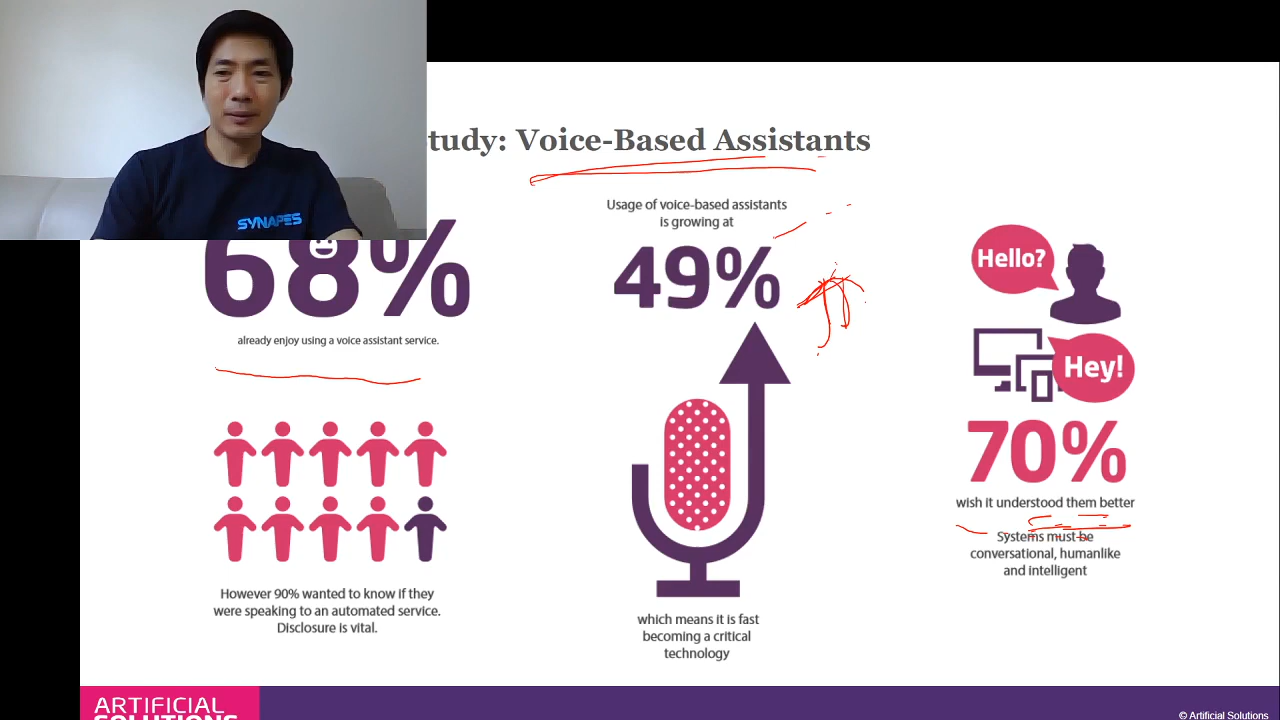 SYNAPES
tudy: Voice-Based Assistants
68%
already enjoy using a voice assistant service.
However 90% wanted to know if they
were speaking to an automated service.
Disclosure is vital.
Usage of voice-based assistants
is growing at
49%
which means it is fast
becoming a critical
technology
Hello?
Hey!
70%
wish it understood them better
Systems must be
conversational, humanlike
and intelligent
ARTIFICIAL
SOLUTIONS
© Artificial Solutions